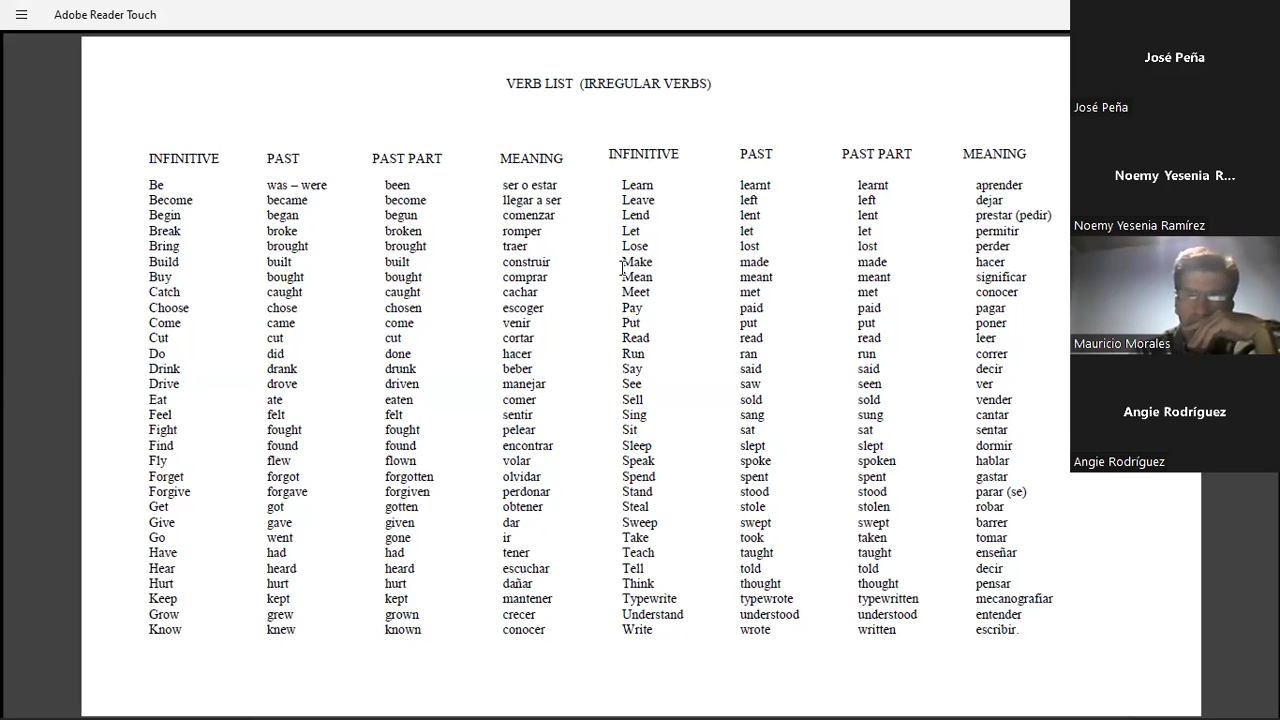 Adobe Reader Touch
VERB LIST (IRREGULAR VERBS)
INFINITIVE PAST PAST PART MEANING INFINITIVE PAST PAST PART MEANING
Be was – were been ser o estar Learn learnt learnt aprender
Become became become llegar a ser Leave left left dejar
Begin began begun comenzar Lend lent lent prestar (pedir)
Break broke broken romper Let let let permitir
Bring brought brought traer Lose lost lost perder
Build built built construir Make made made hacer
Buy bought bought comprar Mean meant meant significar
Catch caught caught cachar Meet met met conocer
Choose chose chosen escoger Pay paid paid pagar
Come came come venir Put put put poner
Cut cut cut cortar Read read read leer
Do did done hacer Run ran run correr
Drink drank drunk beber Say said said decir
Drive drove driven manejar See saw seen ver
Eat ate eaten comer Sell sold sold vender
Feel felt felt sentir Sing sang sung cantar
Fight fought fought pelear Sit sat sat sentar
Find found found encontrar Sleep slept slept dormir
Fly flew flown volar Speak spoke spoken hablar
Forget forgot forgotten olvidar Spend spent spent gastar
Forgive forgave forgiven perdonar Stand stood stood parar (se)
Get got gotten obtener Steal stole stolen robar
Give gave given dar Sweep swept swept barrer
Go went gone ir Take took taken tomar
Have had had tener Teach taught taught enseñar
Hear heard heard escuchar Tell told told decir
Hurt hurt hurt dañar Think thought thought pensar
Keep kept kept mantener Typewrite typewrote typewritten mecanografiar
Grow grew grown crecer Understand understood understood entender
Know knew known conocer Write wrote written escribir.
José Peña
José Peña
Noemy Yesenia R...
Noemy Yesenia Ramírez
Mauricio Morales
Angie Rodríguez
Angie Rodríguez